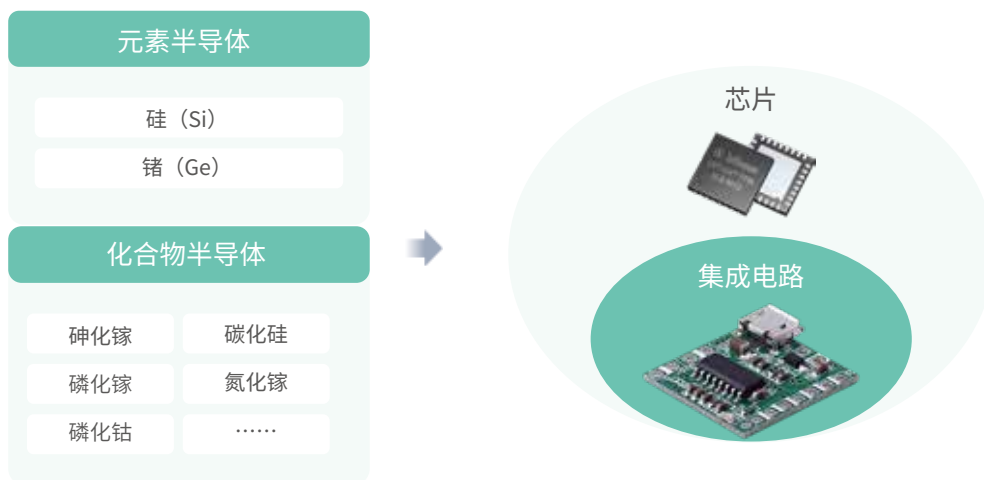 元素半导体
硅（Si）
锗（Ge）
化合物半导体
砷化镓
碳化硅
磷化镓
氮化镓
磷化钴
……
芯片
集成电路